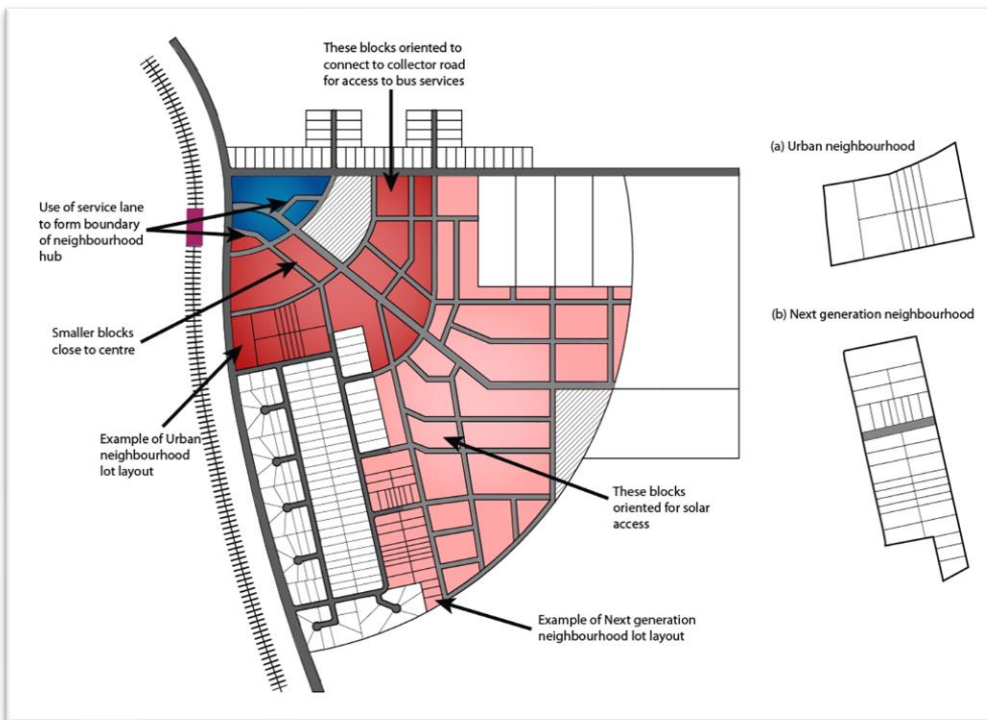 These blocks oriented to
connect to collector road
for access to bus services
(a) Urban neighbourhood
Use of service lane
to form boundary
of neighbourhood
hub
(b) Next generation neighbourhood
Smaller blocks
close to centre
Example of Urban
neighbourhood
lot layout
These blocks
oriented for solar
access
Example of Next generation
neighbourhood lot layout